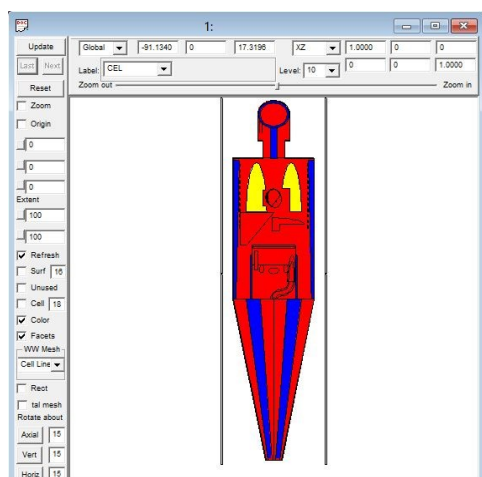 1:
Update Global -91.1340 0 17.3196 XZ 1.0000 0 0
Last Next Label: CEL Level: 10 0 0 1.0000
Reset Zoom out Zoom in
Zoom
Origin
0
0
0
Extent
100
100
Refresh
Surf 16
Unused
Cell 18
Color
Facets
WW Mesh
Cell Line
Rect
tal mesh
Rotate about
Axial 15
Vert 15
Horiz 15